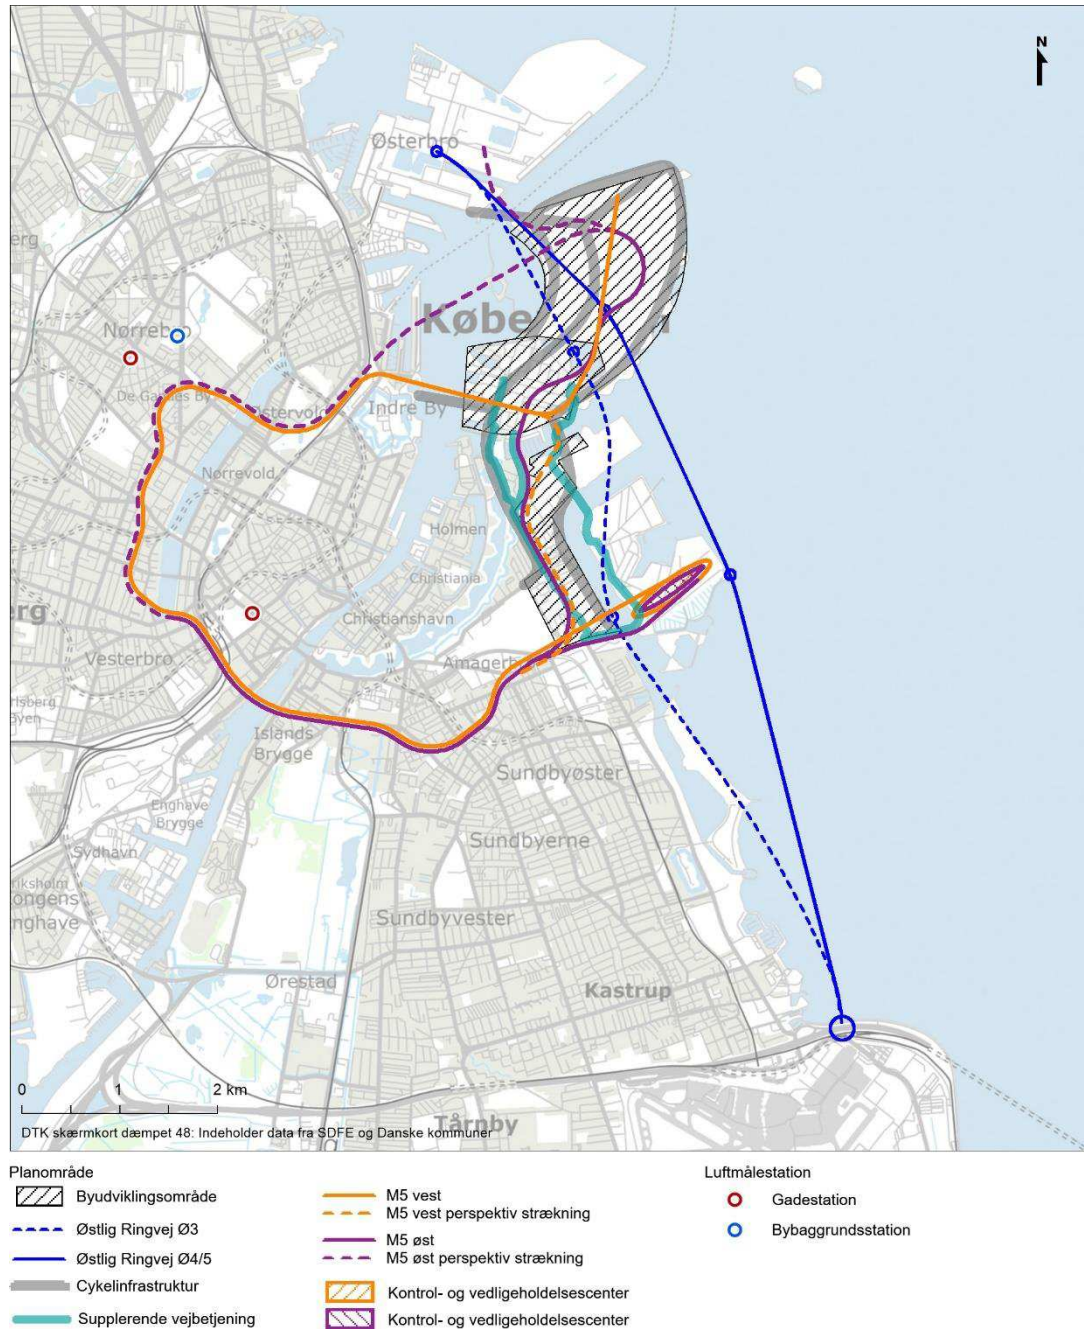 N
Østerbro
Nørrebro
De Gamles By
Østervold
Indre By
Nørrevold
Holmen
Christiania
Christianshavn
Vesterbro
Islands
Brygge
Sundbyøster
Enghave
Brygge
Sundbyerne
Sydhavn
Sundbyvester
Ørestad
Kastrup
0 1 2 km
DTK skærmkort dæmpet 48: Indeholder data fra SDFE og Danske kommuner
Tårnby
Planområde
Byudviklingsområde
Østlig Ringvej Ø3
Østlig Ringvej Ø4/5
Cykelinfrastruktur
Supplerende vejbetjening
M5 vest
M5 vest perspektiv strækning
M5 øst
M5 øst perspektiv strækning
Kontrol- og vedligeholdelsescenter
Kontrol- og vedligeholdelsescenter
Luftmålestation
Gadestation
Bybaggrundsstation